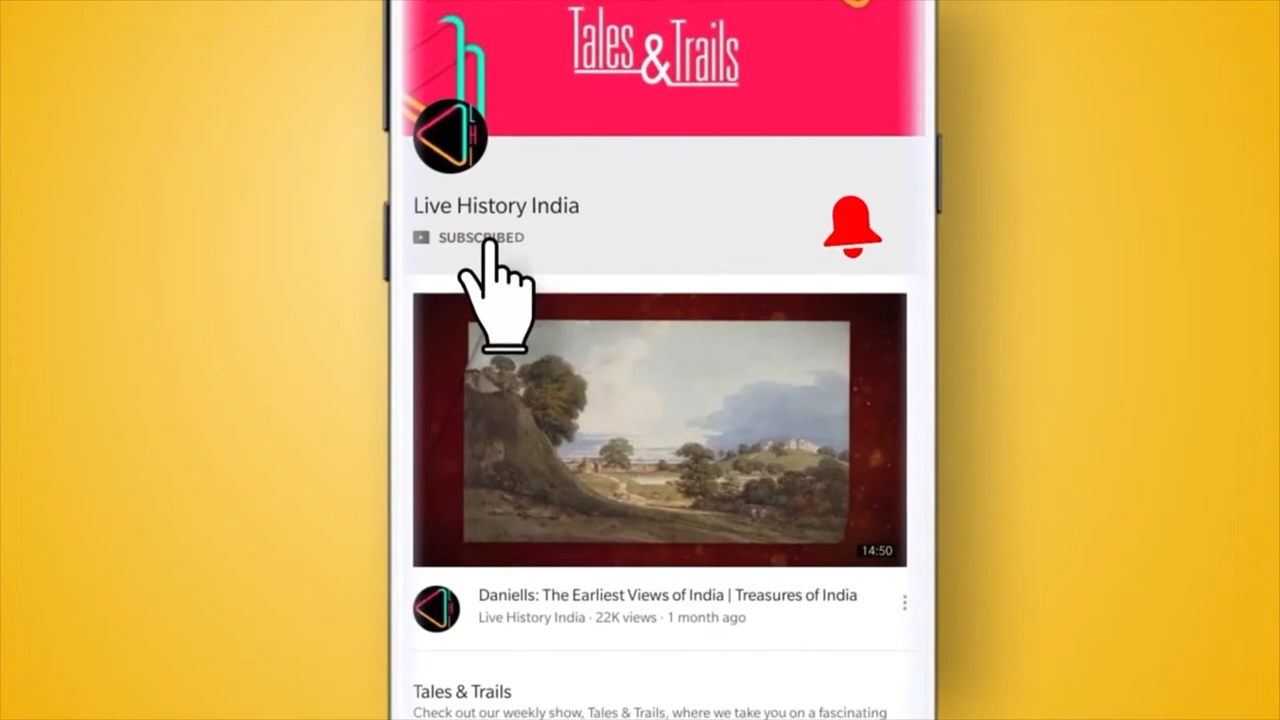 Tales & Trails
Live History India
SUBSCRIBED
14:50
Daniells: The Earliest Views of India | Treasures of India
Live History India · 22K views · 1 month ago
Tales & Trails
Check out our weekly show, Tales & Trails, where we take you on a fascinating